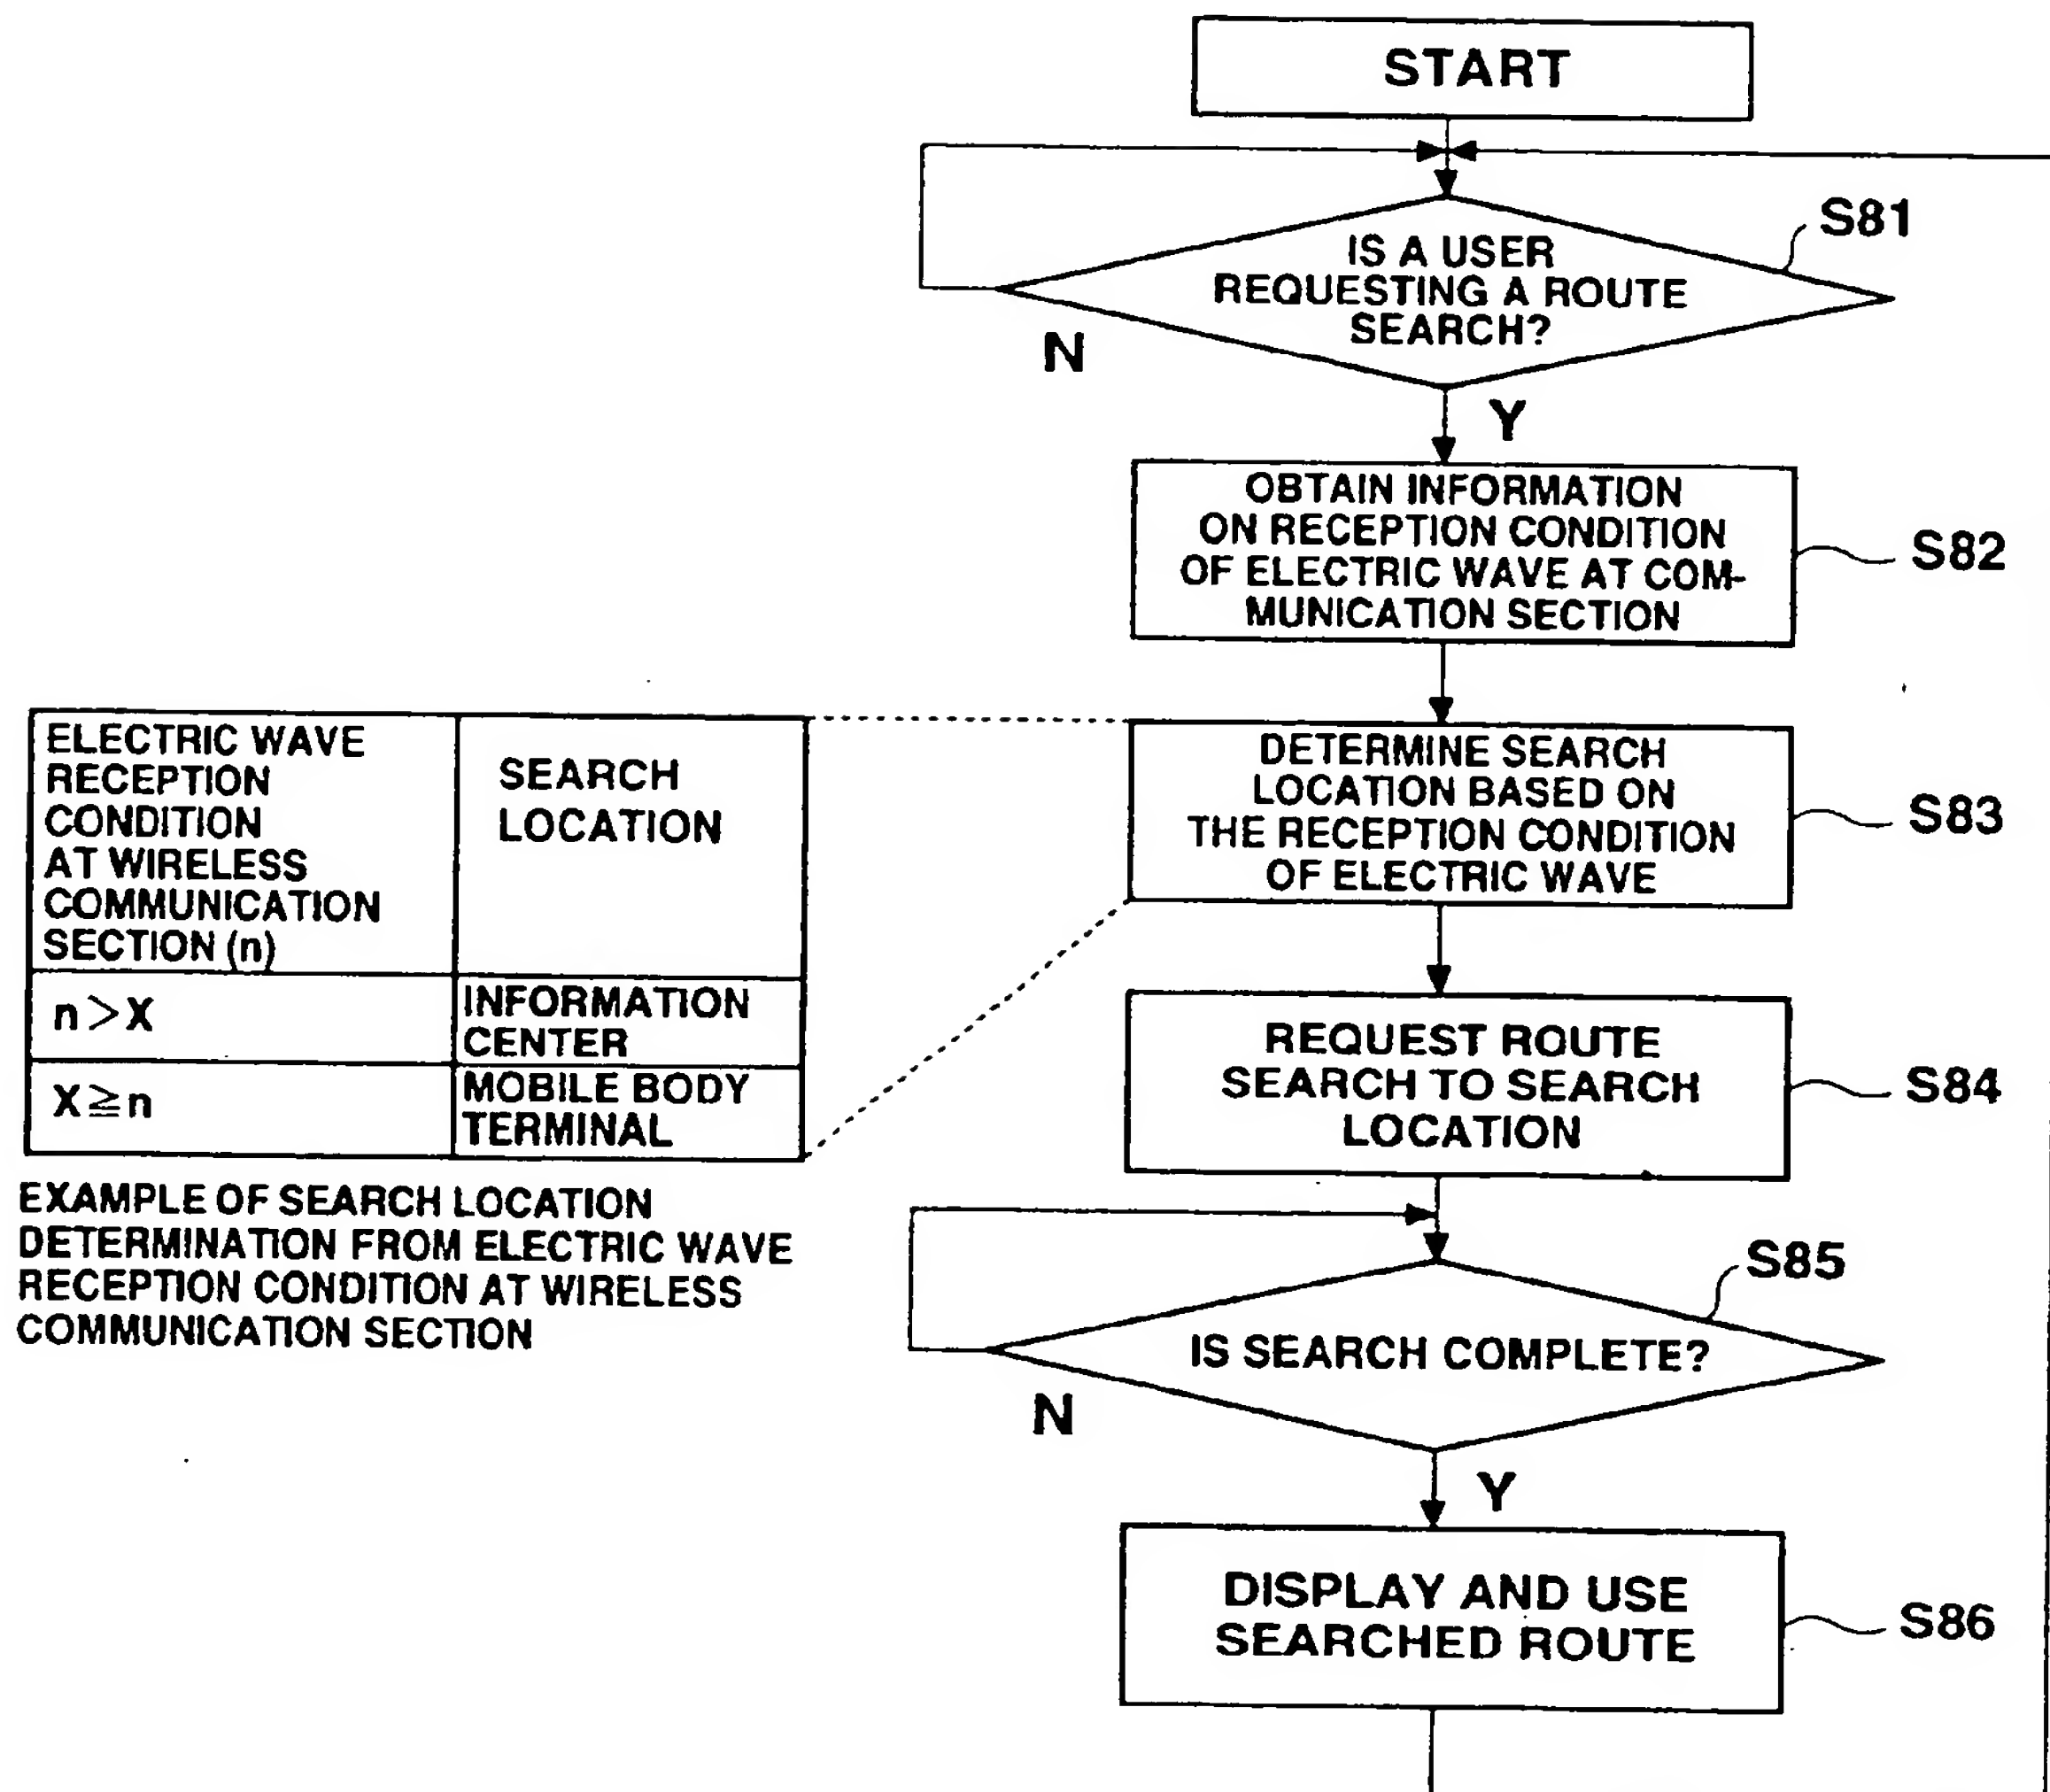 START
S81
IS A USER
REQUESTING A ROUTE
SEARCH?
N
Y
OBTAIN INFORMATION
ON RECEPTION CONDITION
OF ELECTRIC WAVE AT COM-
MUNICATION SECTION
S82
ELECTRIC WAVE
RECEPTION
CONDITION
AT WIRELESS
COMMUNICATION
SECTION (n)
SEARCH
LOCATION
n>X
INFORMATION
CENTER
X≧n
MOBILE BODY
TERMINAL
EXAMPLE OF SEARCH LOCATION
DETERMINATION FROM ELECTRIC WAVE
RECEPTION CONDITION AT WIRELESS
COMMUNICATION SECTION
DETERMINE SEARCH
LOCATION BASED ON
THE RECEPTION CONDITION
OF ELECTRIC WAVE
S83
REQUEST ROUTE
SEARCH TO SEARCH
LOCATION
S84
S85
IS SEARCH COMPLETE?
N
Y
DISPLAY AND USE
SEARCHED ROUTE
S86